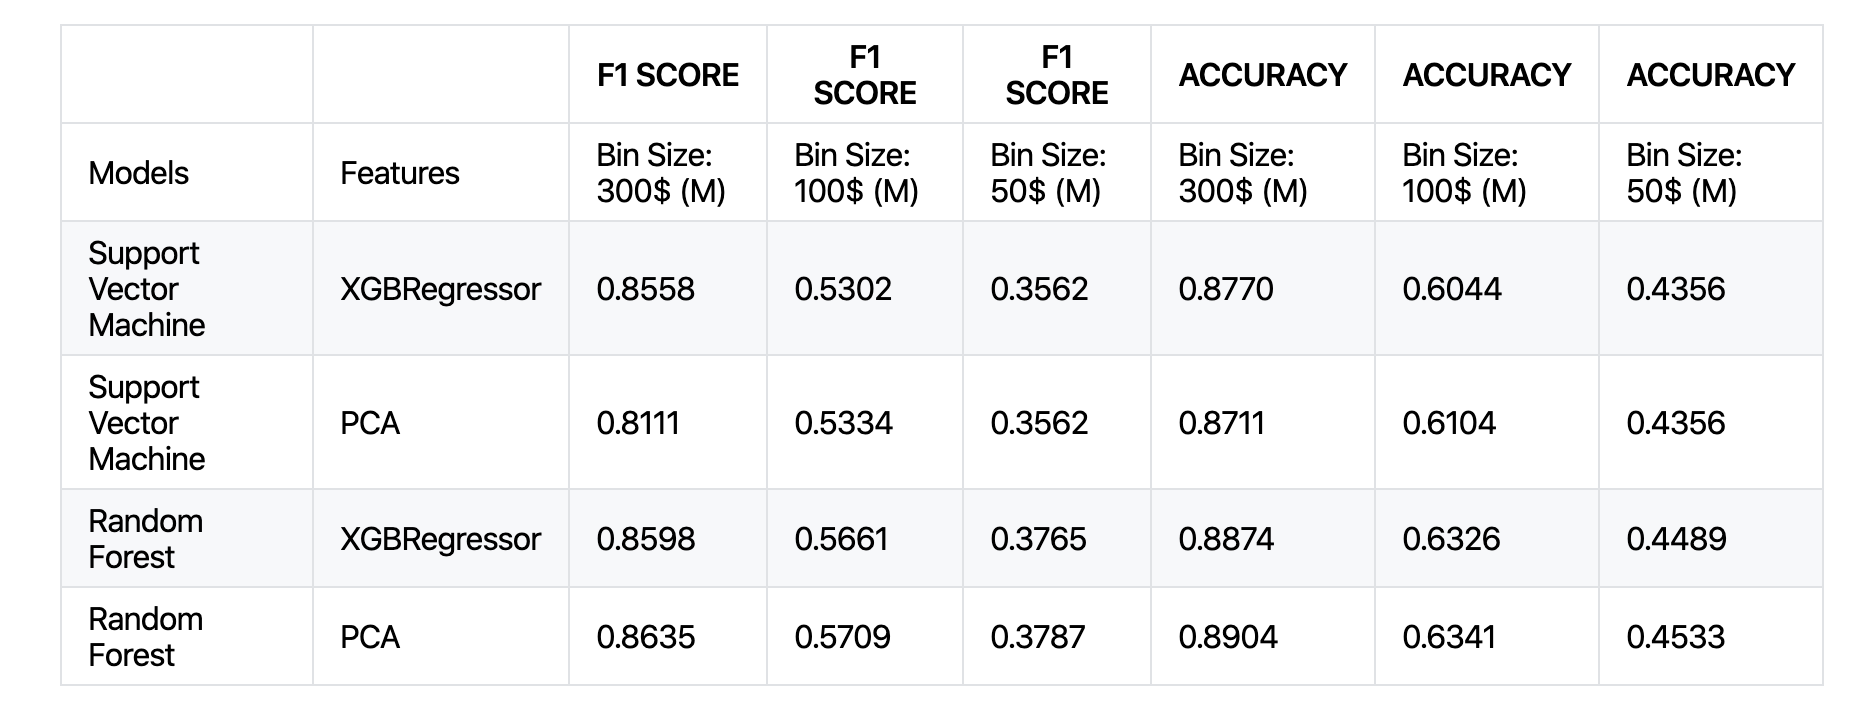 F1 SCORE F1 SCORE F1 SCORE ACCURACY ACCURACY ACCURACY
Models Features Bin Size: 300$ (M) Bin Size: 100$ (M) Bin Size: 50$ (M) Bin Size: 300$ (M) Bin Size: 100$ (M) Bin Size: 50$ (M)
Support Vector Machine XGBRegressor 0.8558 0.5302 0.3562 0.8770 0.6044 0.4356
Support Vector Machine PCA 0.8111 0.5334 0.3562 0.8711 0.6104 0.4356
Random Forest XGBRegressor 0.8598 0.5661 0.3765 0.8874 0.6326 0.4489
Random Forest PCA 0.8635 0.5709 0.3787 0.8904 0.6341 0.4533